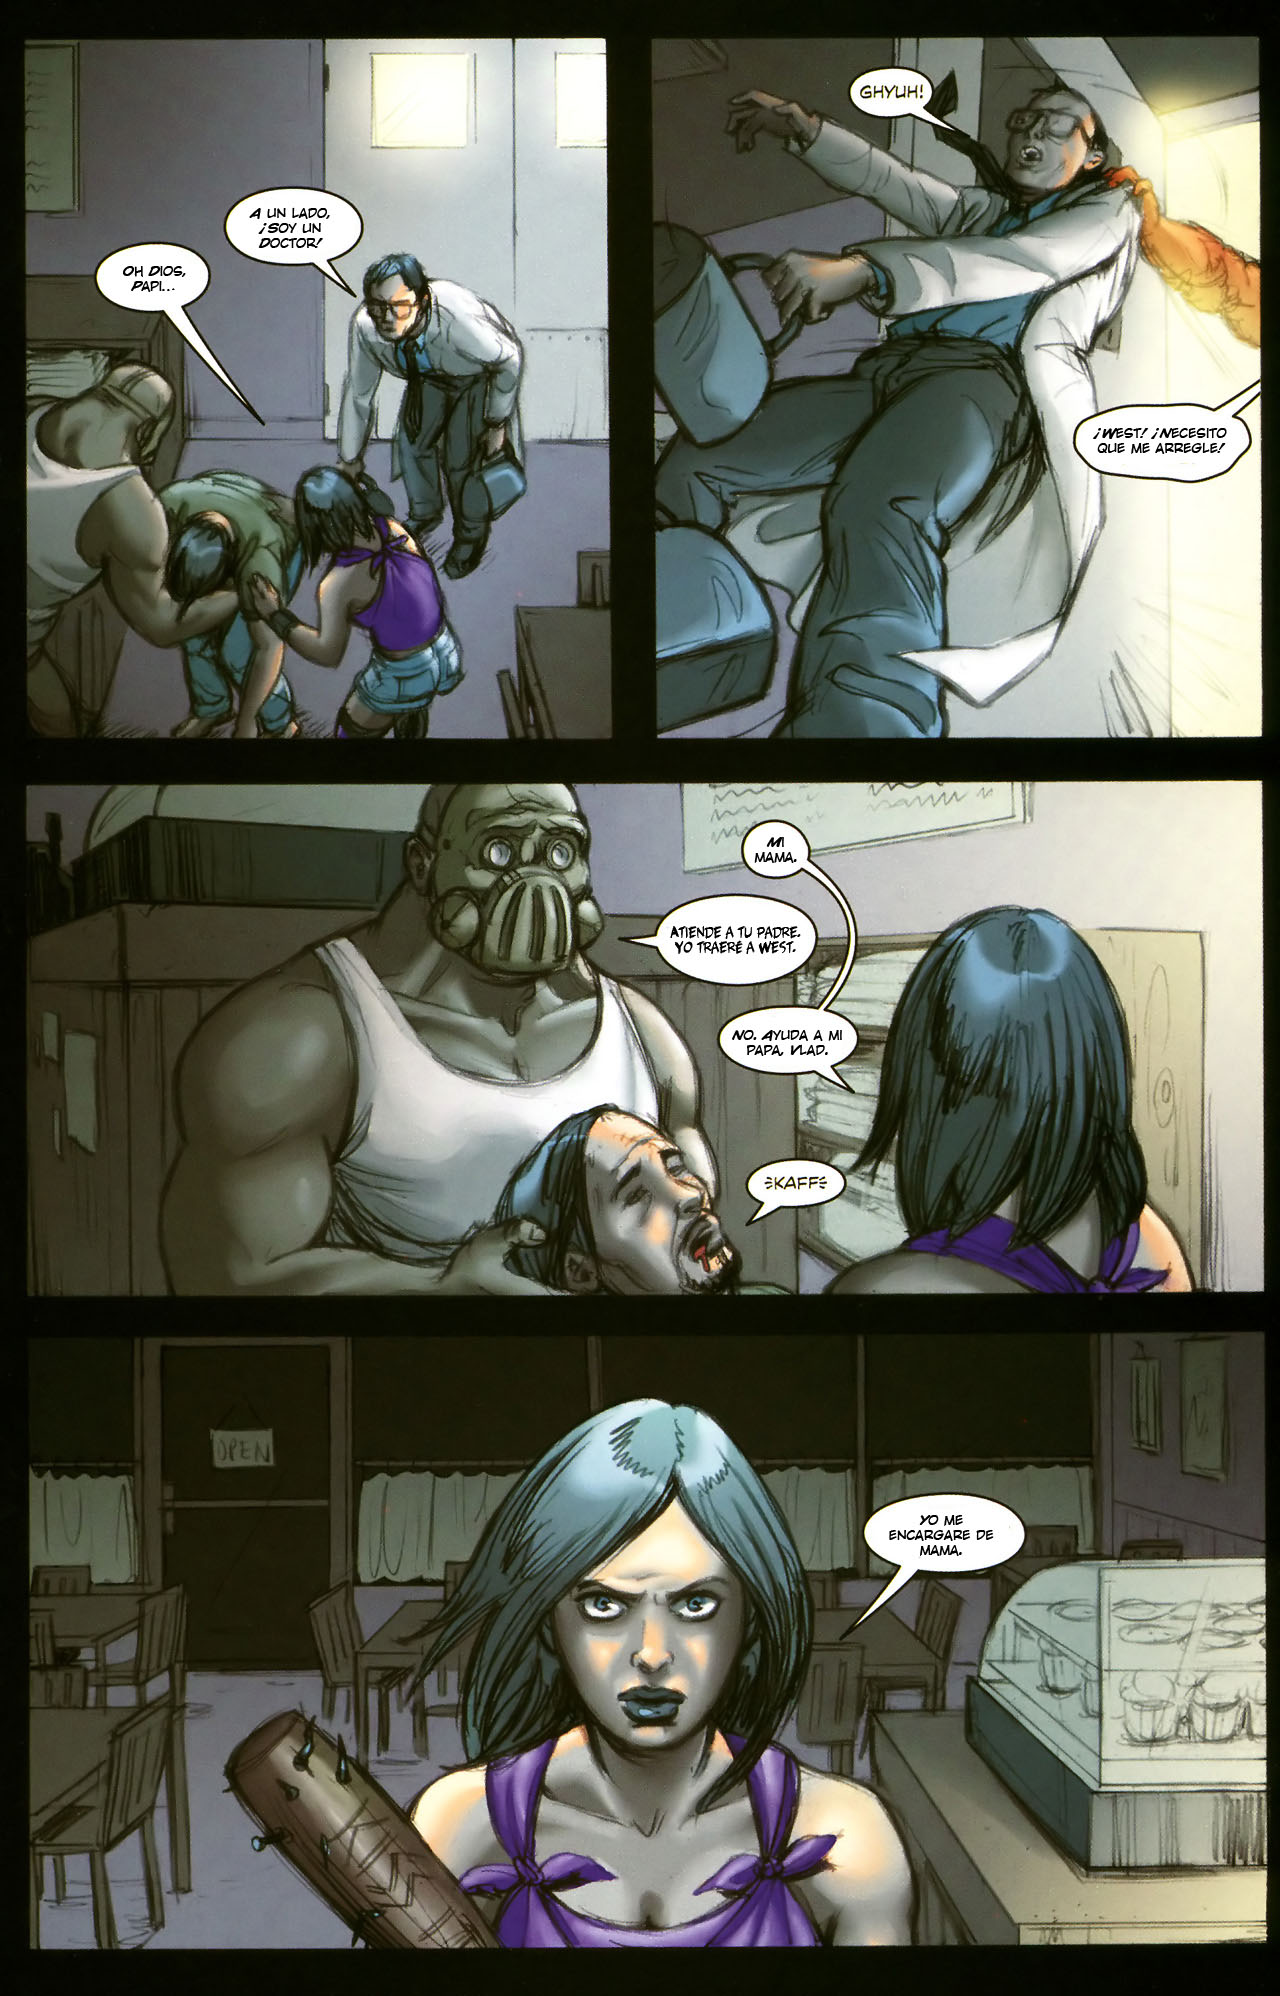 A UN LADO,
¡SOY UN
DOCTOR!
OH DIOS,
PAPI...
GHYUH!
¡WEST! ¡NECESITO
QUE ME ARREGLE!
MI
MAMA.
ATIENDE A TU PADRE.
YO TRAERÉ A WEST.
NO. AYUDA A MI
PAPA, VLAD.
KAFF
OPEN
YO ME
ENCARGARE DE
MAMA.